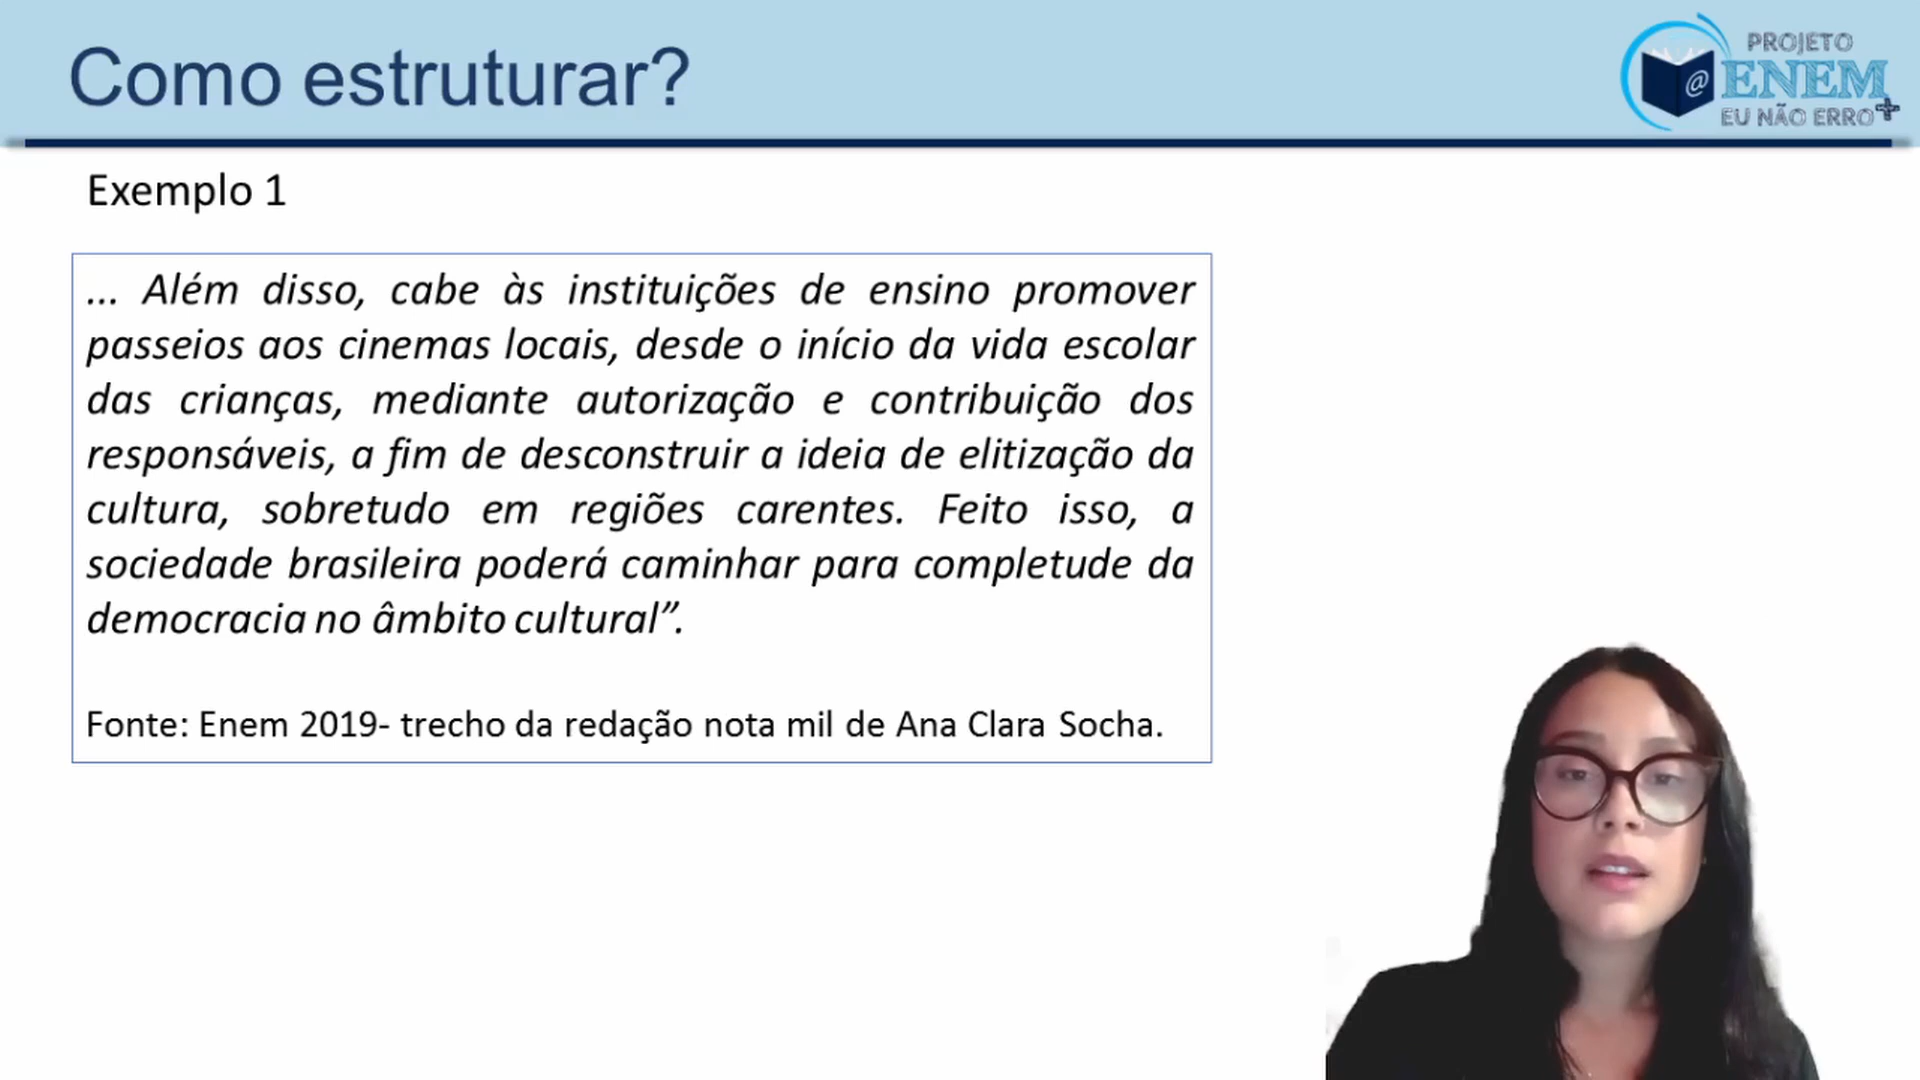 Como estruturar?
PROJETO
@ENEM
EU NÃO ERRO+
Exemplo 1
... Além disso, cabe às instituições de ensino promover
passeios aos cinemas locais, desde o início da vida escolar
das crianças, mediante autorização e contribuição dos
responsáveis, a fim de desconstruir a ideia de elitização da
cultura, sobretudo em regiões carentes. Feito isso, a
sociedade brasileira poderá caminhar para completude da
democracia no âmbito cultural”.
Fonte: Enem 2019- trecho da redação nota mil de Ana Clara Socha.